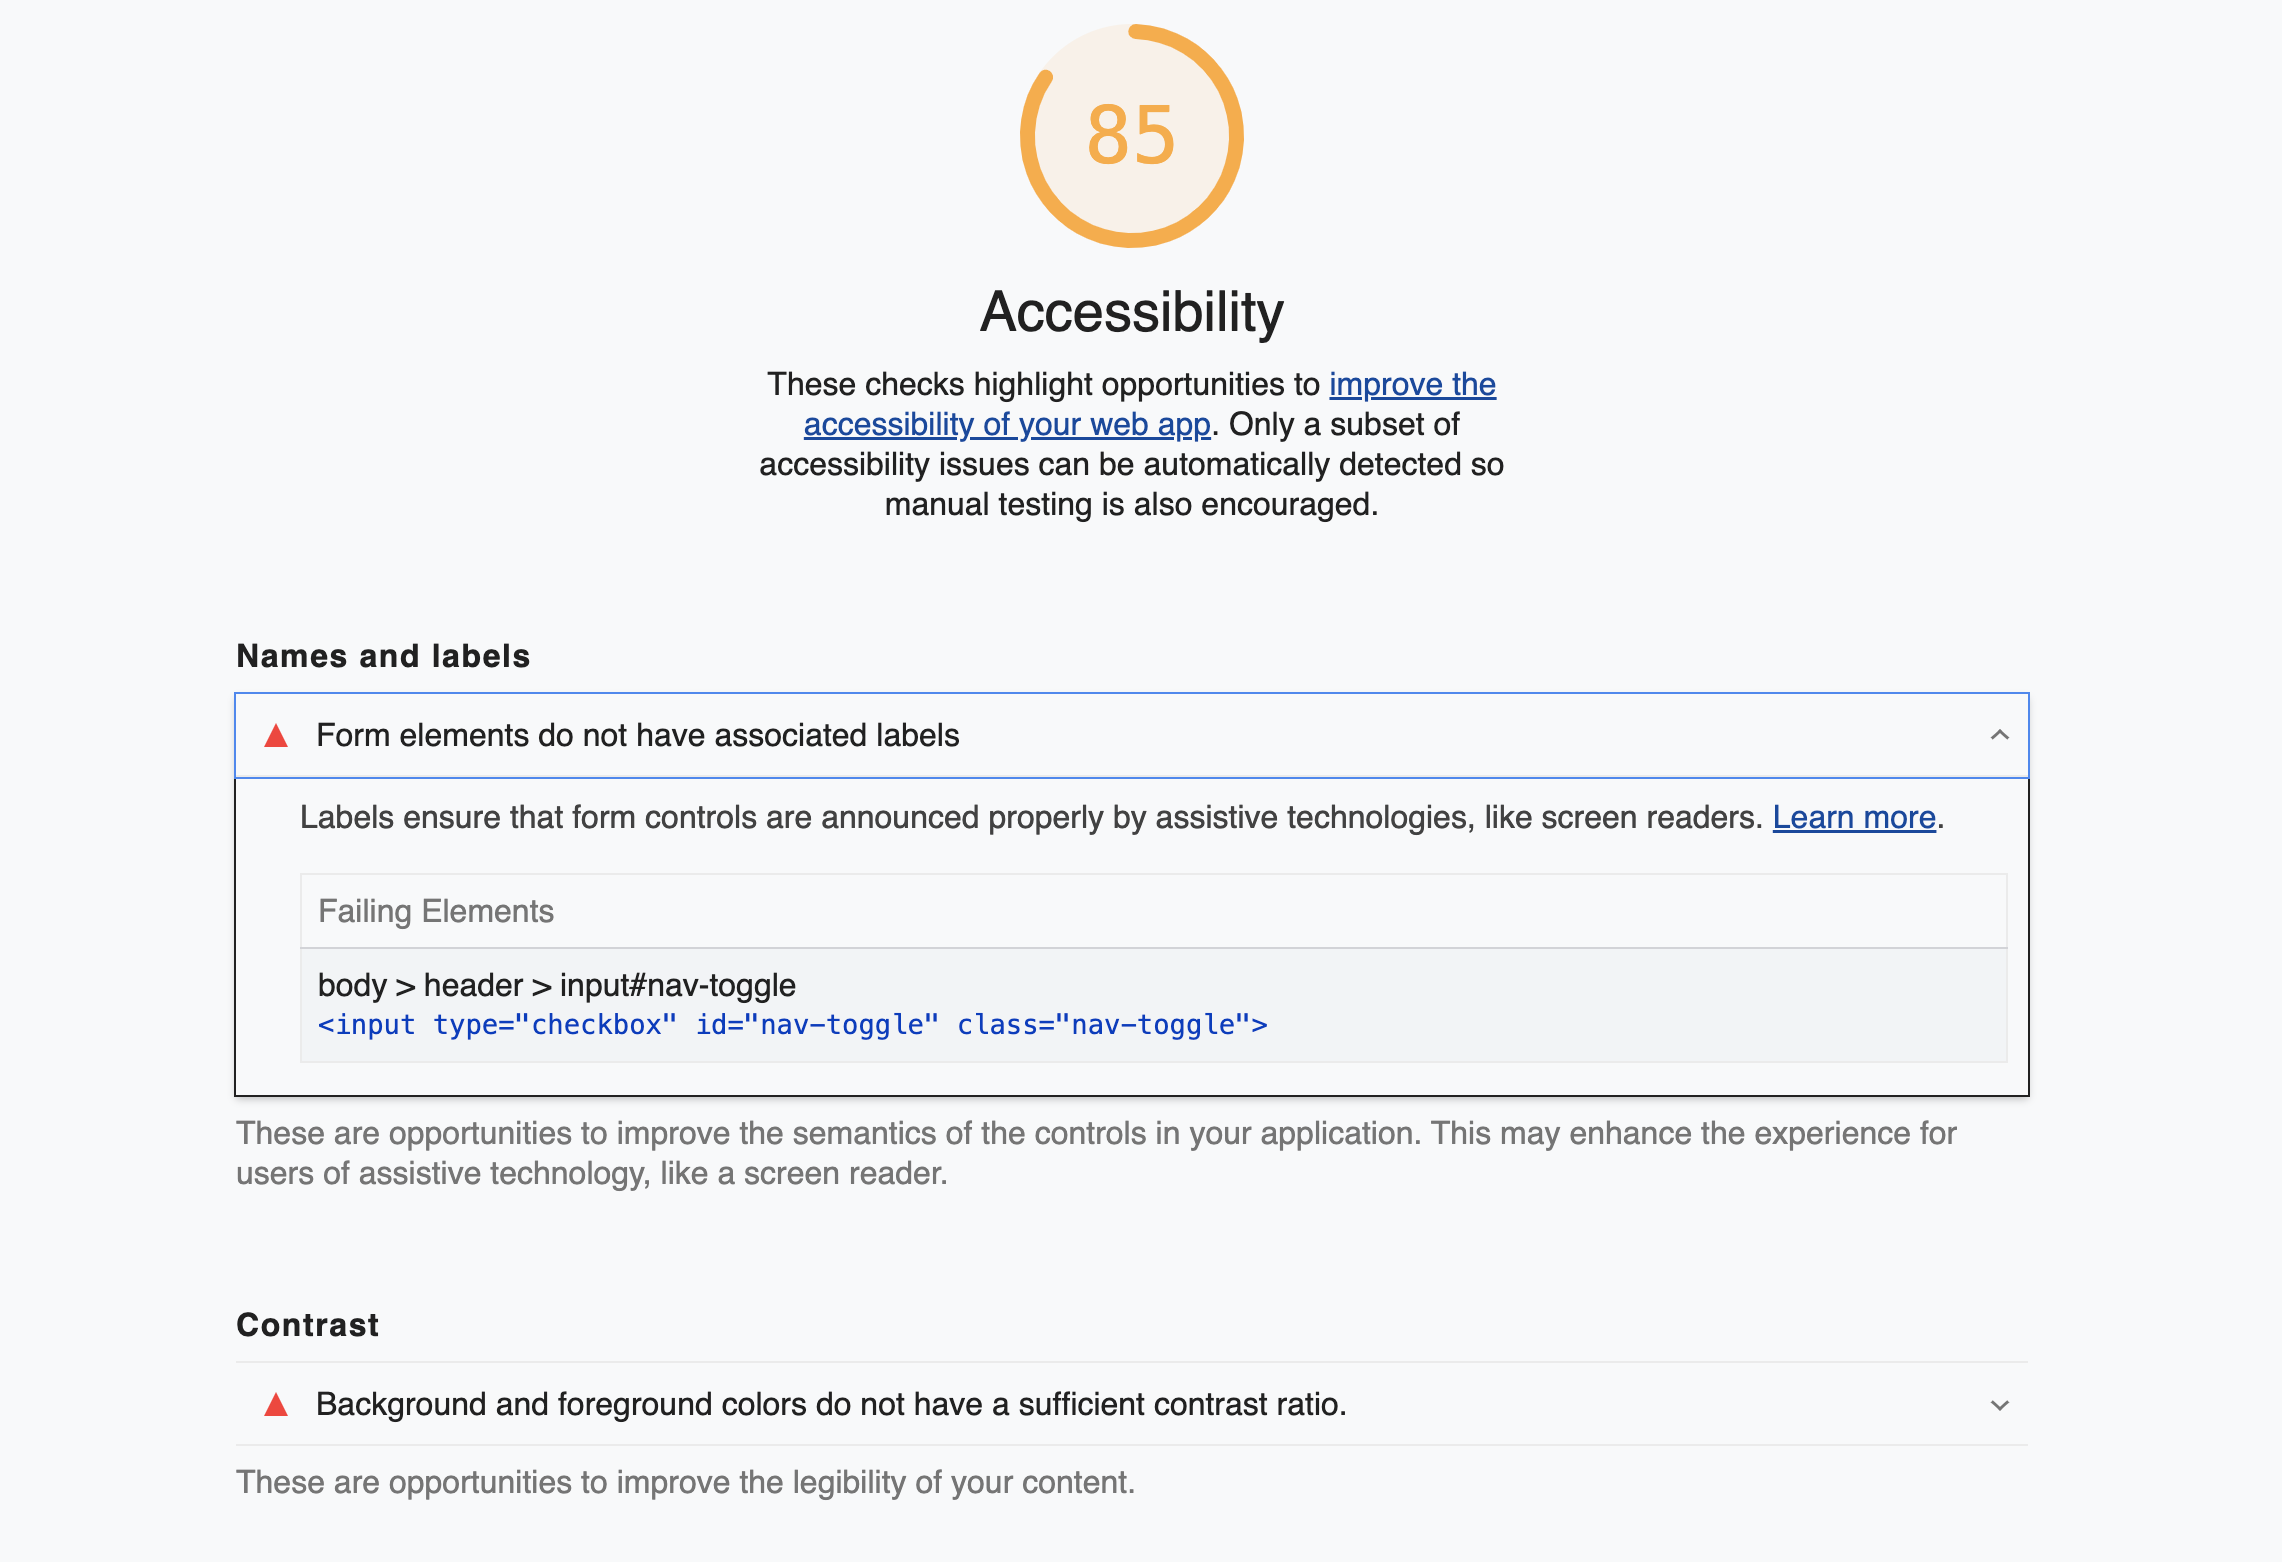 85
Accessibility
These checks highlight opportunities to improve the
accessibility of your web app. Only a subset of
accessibility issues can be automatically detected so
manual testing is also encouraged.
Names and labels
Form elements do not have associated labels
Labels ensure that form controls are announced properly by assistive technologies, like screen readers. Learn more.
Failing Elements
body > header > input#nav-toggle
<input type="checkbox" id="nav-toggle" class="nav-toggle">
These are opportunities to improve the semantics of the controls in your application. This may enhance the experience for
users of assistive technology, like a screen reader.
Contrast
Background and foreground colors do not have a sufficient contrast ratio.
These are opportunities to improve the legibility of your content.